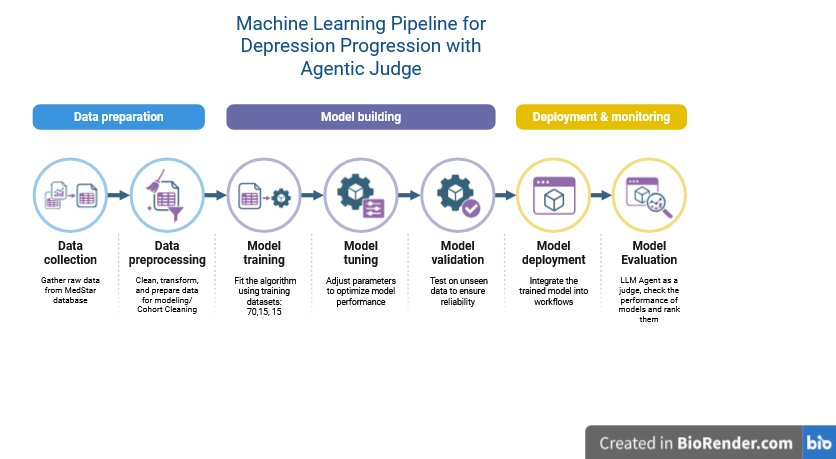 Machine Learning Pipeline for
Depression Progression with
Agentic Judge
Data preparation
Model building
Deployment & monitoring
Data
collection
Gather raw data
from MedStar
database
Data
preprocessing
Clean, transform,
and prepare data
for modeling/
Cohort Cleaning
Model
training
Fit the algorithm
using training
datasets:
70,15, 15
Model
tuning
Adjust parameters
to optimize model
performance
Model
validation
Test on unseen
data to ensure
reliability
Model
deployment
Integrate the
trained model into
workflows
Model
Evaluation
LLM Agent as a
judge, check the
performance of
models and rank
them
Created in BioRender.com bio